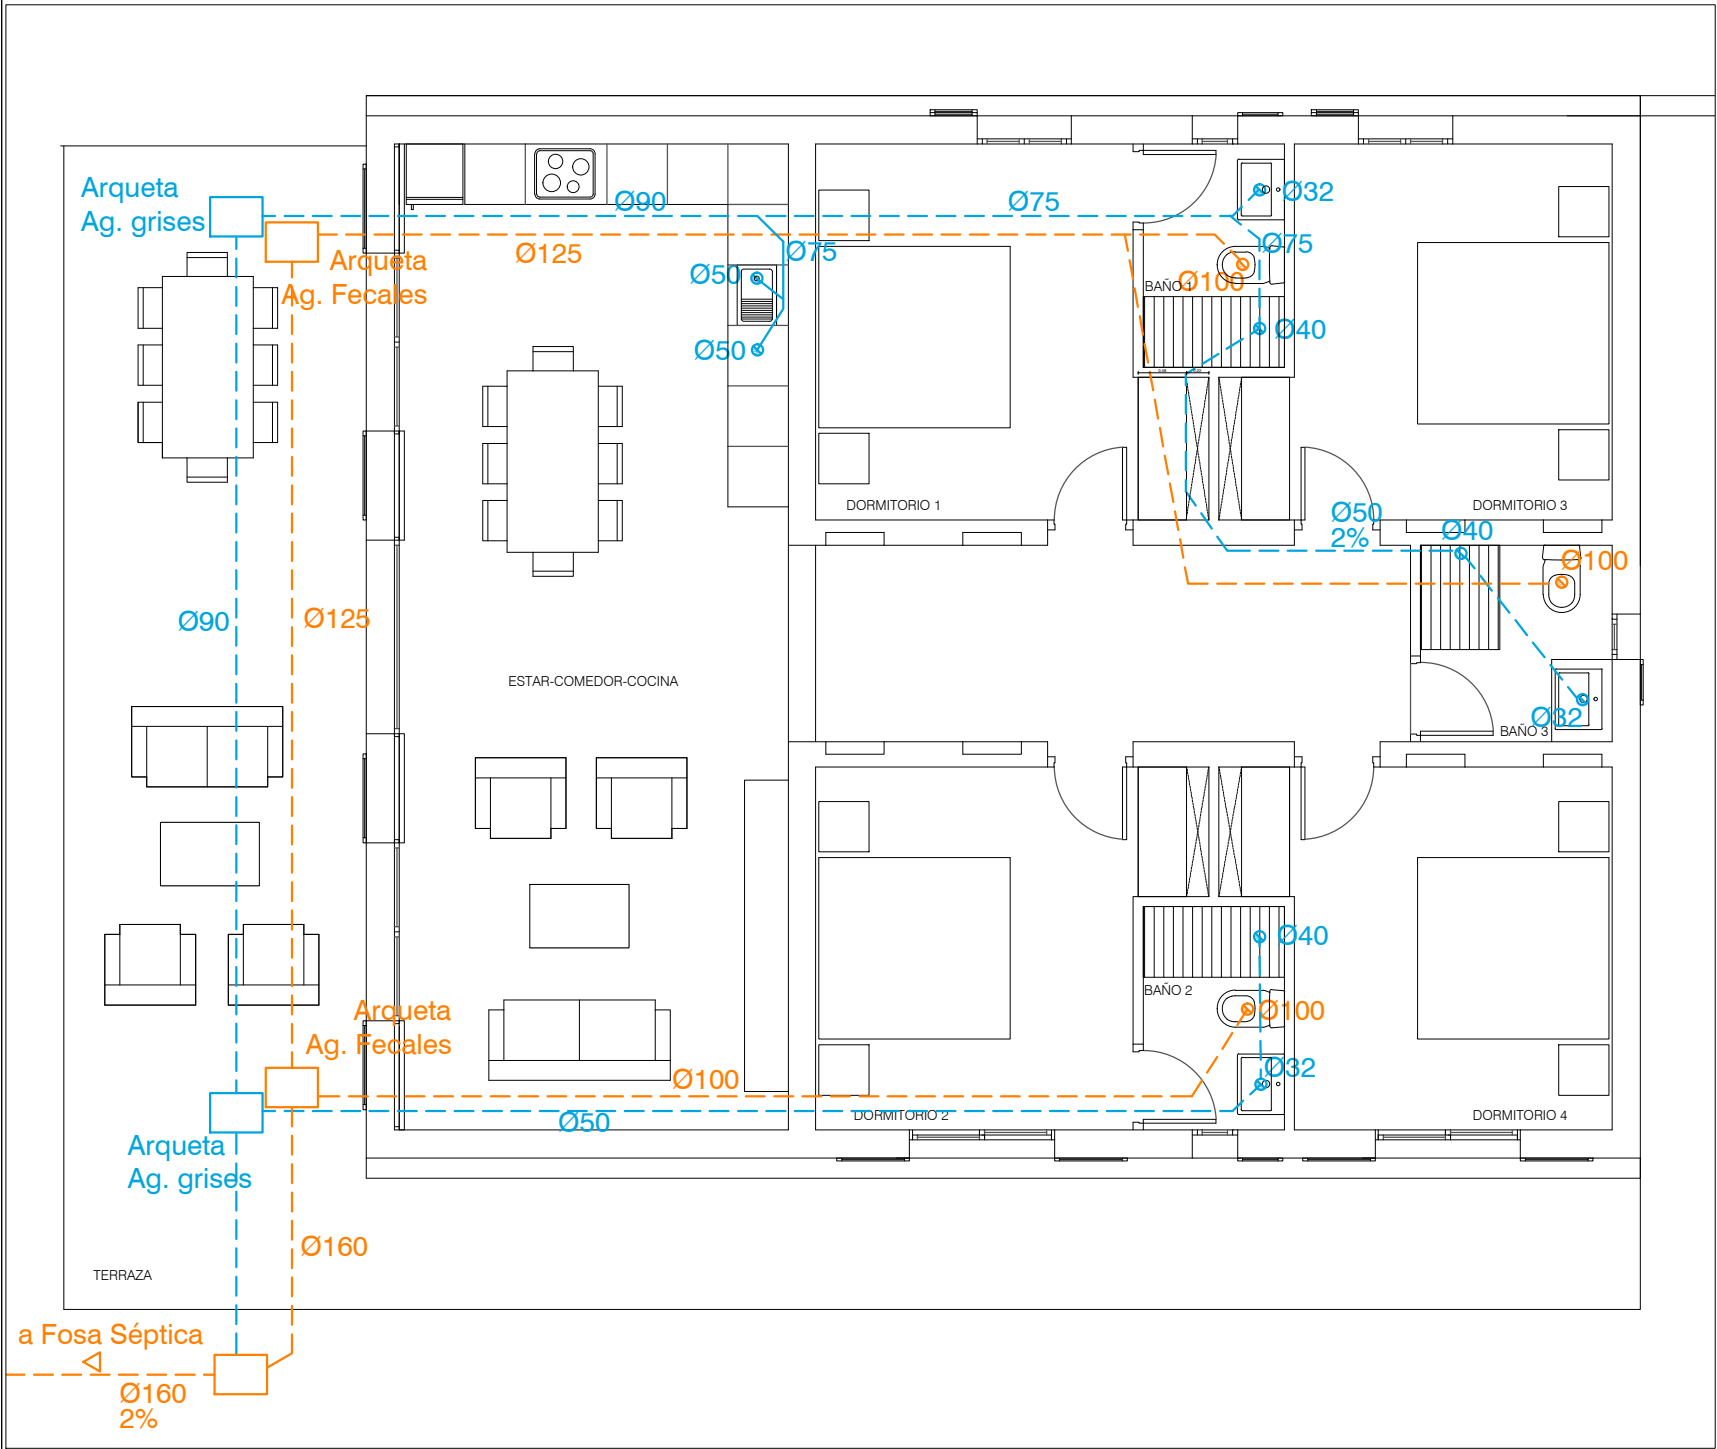 Arqueta
Ag. grises
Ø90
Ø75
Ø32
Ø125
Ø75
Ø75
Arqueta
Ag. Fecales
Ø50
Ø100
BAÑO 1
Ø50
Ø40
DORMITORIO 1
DORMITORIO 3
Ø50
2%
Ø40
Ø100
Ø90
Ø125
ESTAR-COMEDOR-COCINA
Ø32
BAÑO 3
Ø40
BAÑO 2
Arqueta
Ag. Fecales
Ø100
Ø100
Ø32
Ø50
DORMITORIO 2
DORMITORIO 4
Arqueta
Ag. grises
Ø160
TERRAZA
a Fosa Séptica
Ø160
2%